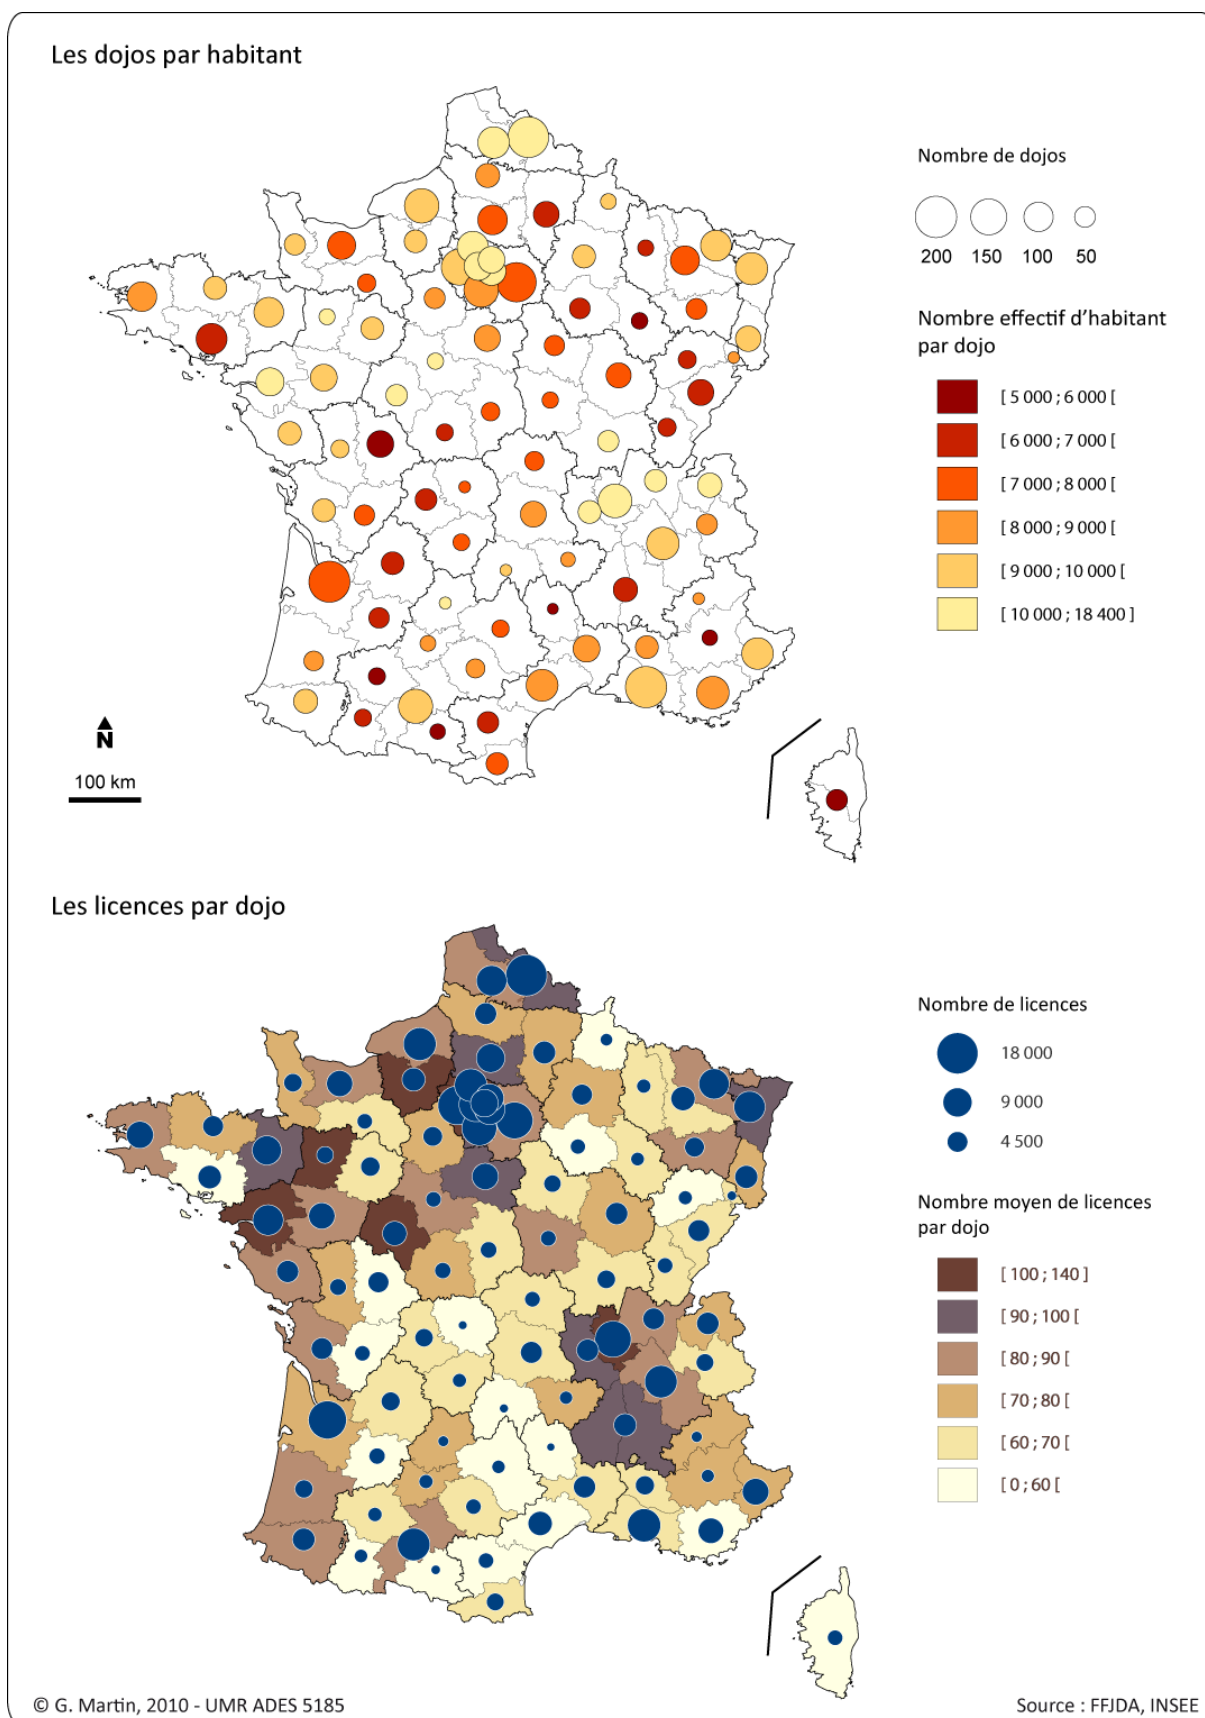 Les dojos par habitant
Nombre de dojos
200 150 100 50
Nombre effectif d’habitant
par dojo
[ 5 000 ; 6 000 [
[ 6 000 ; 7 000 [
[ 7 000 ; 8 000 [
[ 8 000 ; 9 000 [
[ 9 000 ; 10 000 [
[ 10 000 ; 18 400 ]
N
100 km
Les licences par dojo
Nombre de licences
18 000
9 000
4 500
Nombre moyen de licences
par dojo
[ 100 ; 140 ]
[ 90 ; 100 [
[ 80 ; 90 [
[ 70 ; 80 [
[ 60 ; 70 [
[ 0 ; 60 [
© G. Martin, 2010 - UMR ADES 5185
Source : FFJDA, INSEE